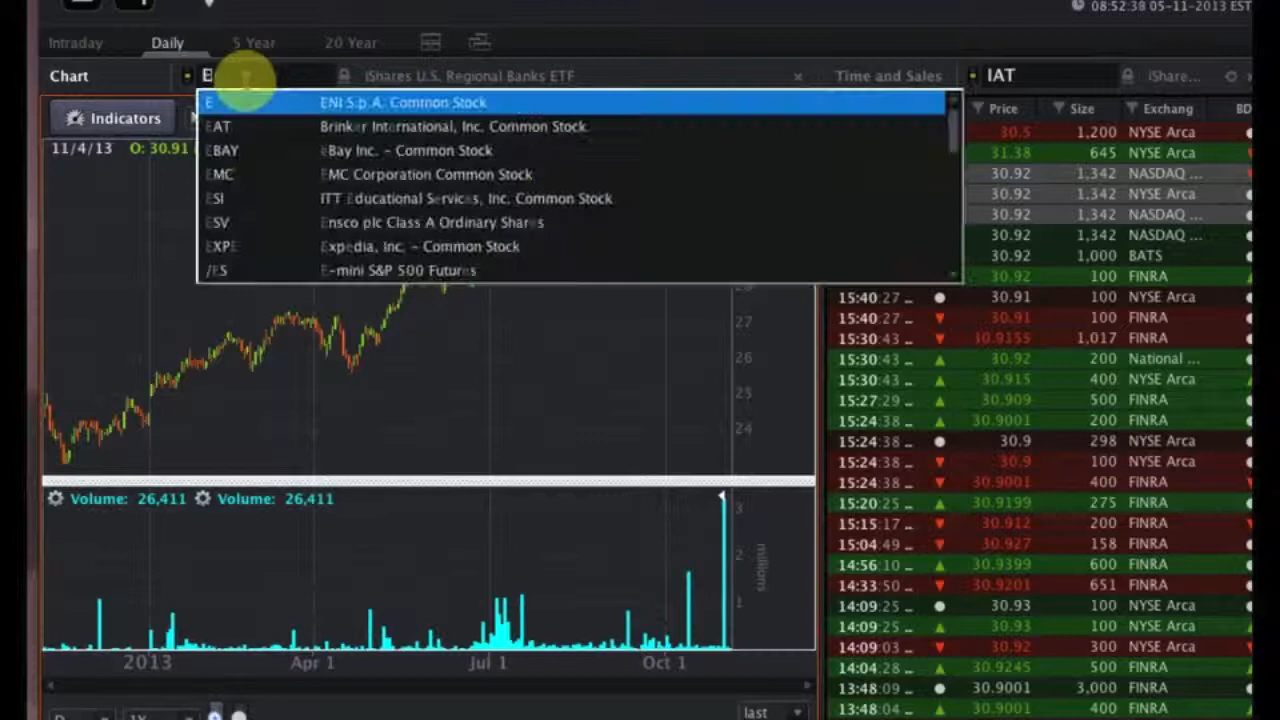 08:52:38 05-11-2013 EST
Intraday Daily 5 Year 20 Year
Chart E iShares U.S. Regional Banks ETF × Time and Sales IAT iShare...
E ENI S.p.A. Common Stock
EAT Brinker International, Inc. Common Stock
EBAY eBay Inc. - Common Stock
EMC EMC Corporation Common Stock
ESI ITT Educational Services, Inc. Common Stock
ESV Ensco plc Class A Ordinary Shares
EXPE Expedia, Inc. - Common Stock
/ES E-mini S&P 500 Futures
Indicators
11/4/13 O: 30.91
27
26
25
24
Volume: 26,411 Volume: 26,411
3
2
1
millions
2013 Apr 1 Jul 1 Oct 1
D 1X last
Price Size Exchang BD
30.5 1,200 NYSE Arca
31.38 645 NYSE Arca
30.92 1,342 NASDAQ ...
30.92 1,342 NYSE Arca
30.92 1,342 NASDAQ ...
30.92 1,342 NASDAQ ...
30.92 1,000 BATS
30.92 100 FINRA
15:40:27 ... 30.91 100 NYSE Arca
15:40:27 ... 30.91 100 FINRA
15:30:43 ... 30.9155 1,017 FINRA
15:30:43 ... 30.92 200 National ...
15:30:43 ... 30.915 400 NYSE Arca
15:27:29 ... 30.909 500 FINRA
15:24:38 ... 30.9001 200 FINRA
15:24:38 ... 30.9 298 NYSE Arca
15:24:38 ... 30.9 100 NYSE Arca
15:24:38 ... 30.9001 400 FINRA
15:20:25 ... 30.9199 275 FINRA
15:15:17 ... 30.912 200 FINRA
15:04:49 ... 30.927 158 FINRA
14:56:10 ... 30.9399 600 FINRA
14:33:50 ... 30.9201 651 FINRA
14:09:25 ... 30.93 100 NYSE Arca
14:09:25 ... 30.93 100 FINRA
14:09:03 ... 30.92 300 NYSE Arca
14:04:28 ... 30.9245 500 FINRA
13:48:09 ... 30.9001 3,000 FINRA
13:48:04 ... 30.9001 400 FINRA